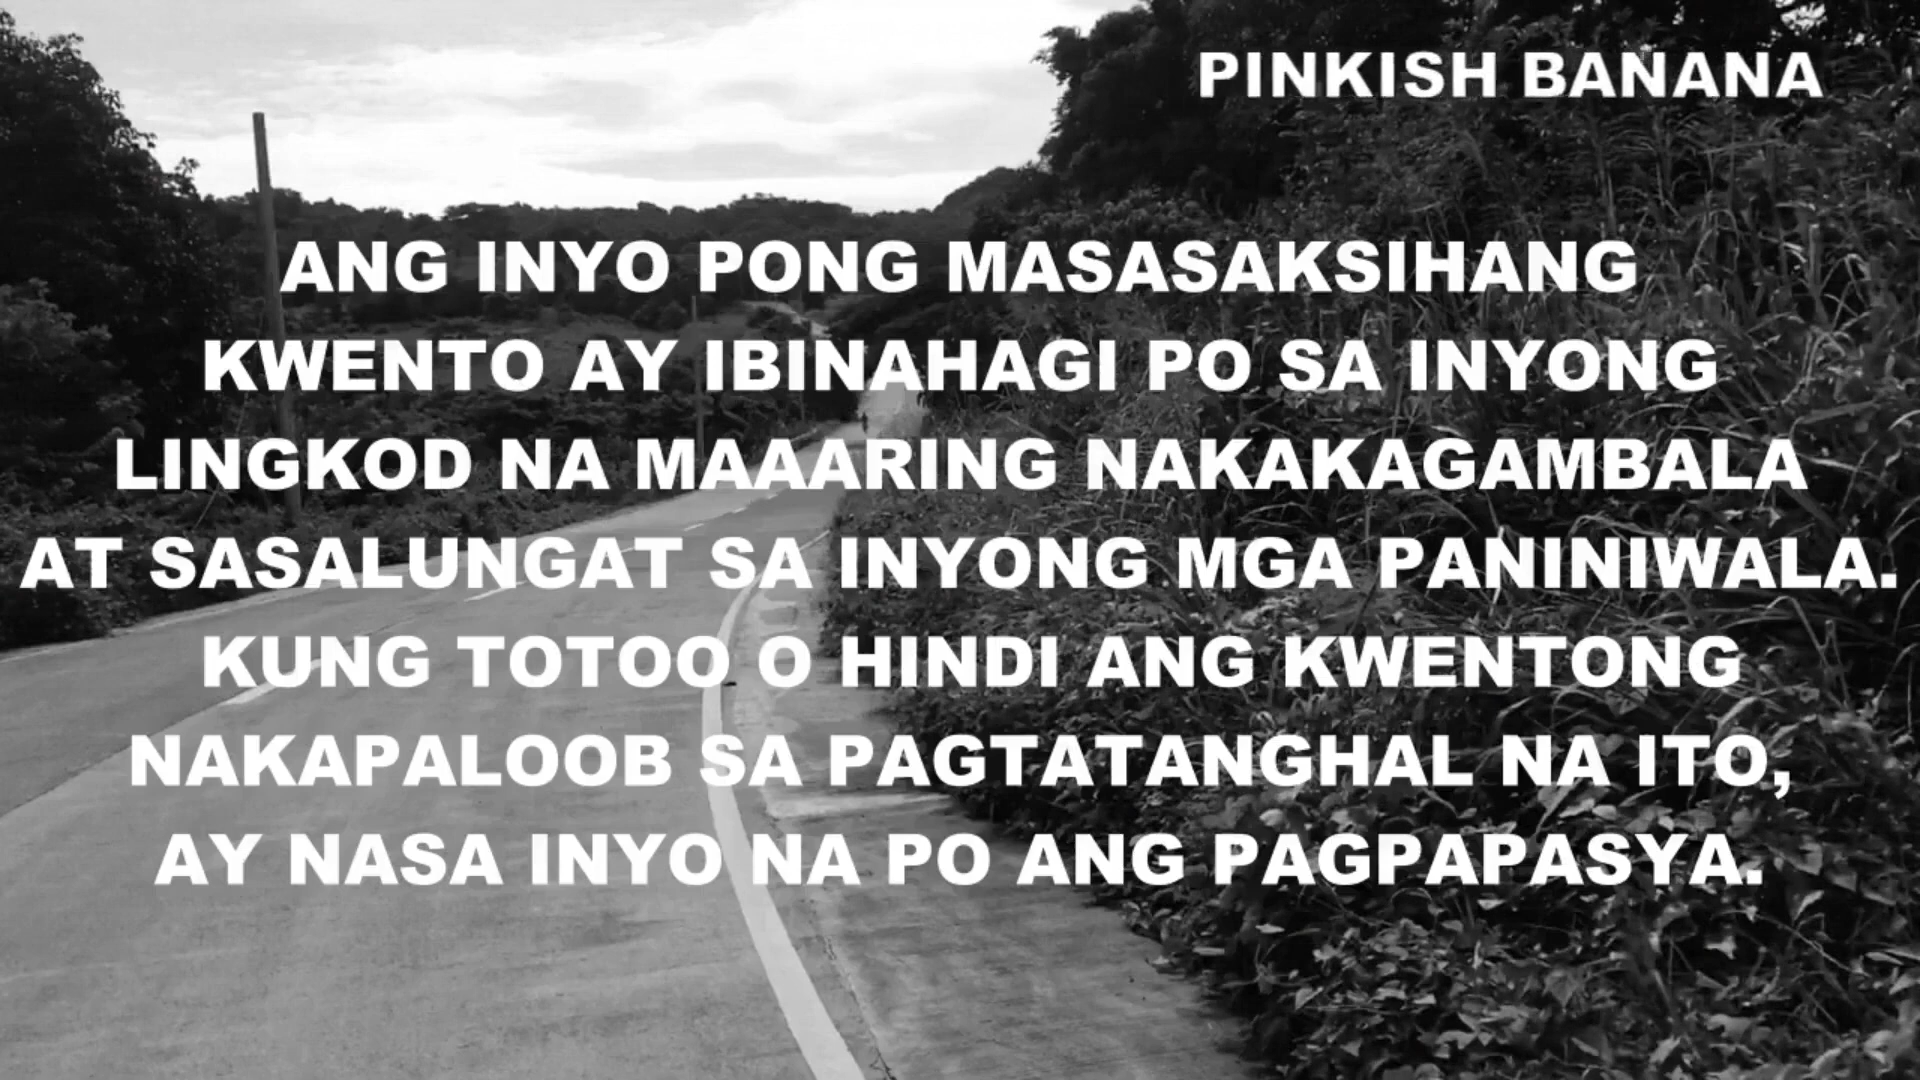 PINKISH BANANA
ANG INYO PONG MASASAKSIHANG
KWENTO AY IBINAHAGI PO SA INYONG
LINGKOD NA MAAARING NAKAKAGAMBALA
AT SASALUNGAT SA INYONG MGA PANINIWALA.
KUNG TOTOO O HINDI ANG KWENTONG
NAKAPALOOB SA PAGTATANGHAL NA ITO,
AY NASA INYO NA PO ANG PAGPAPASYA.